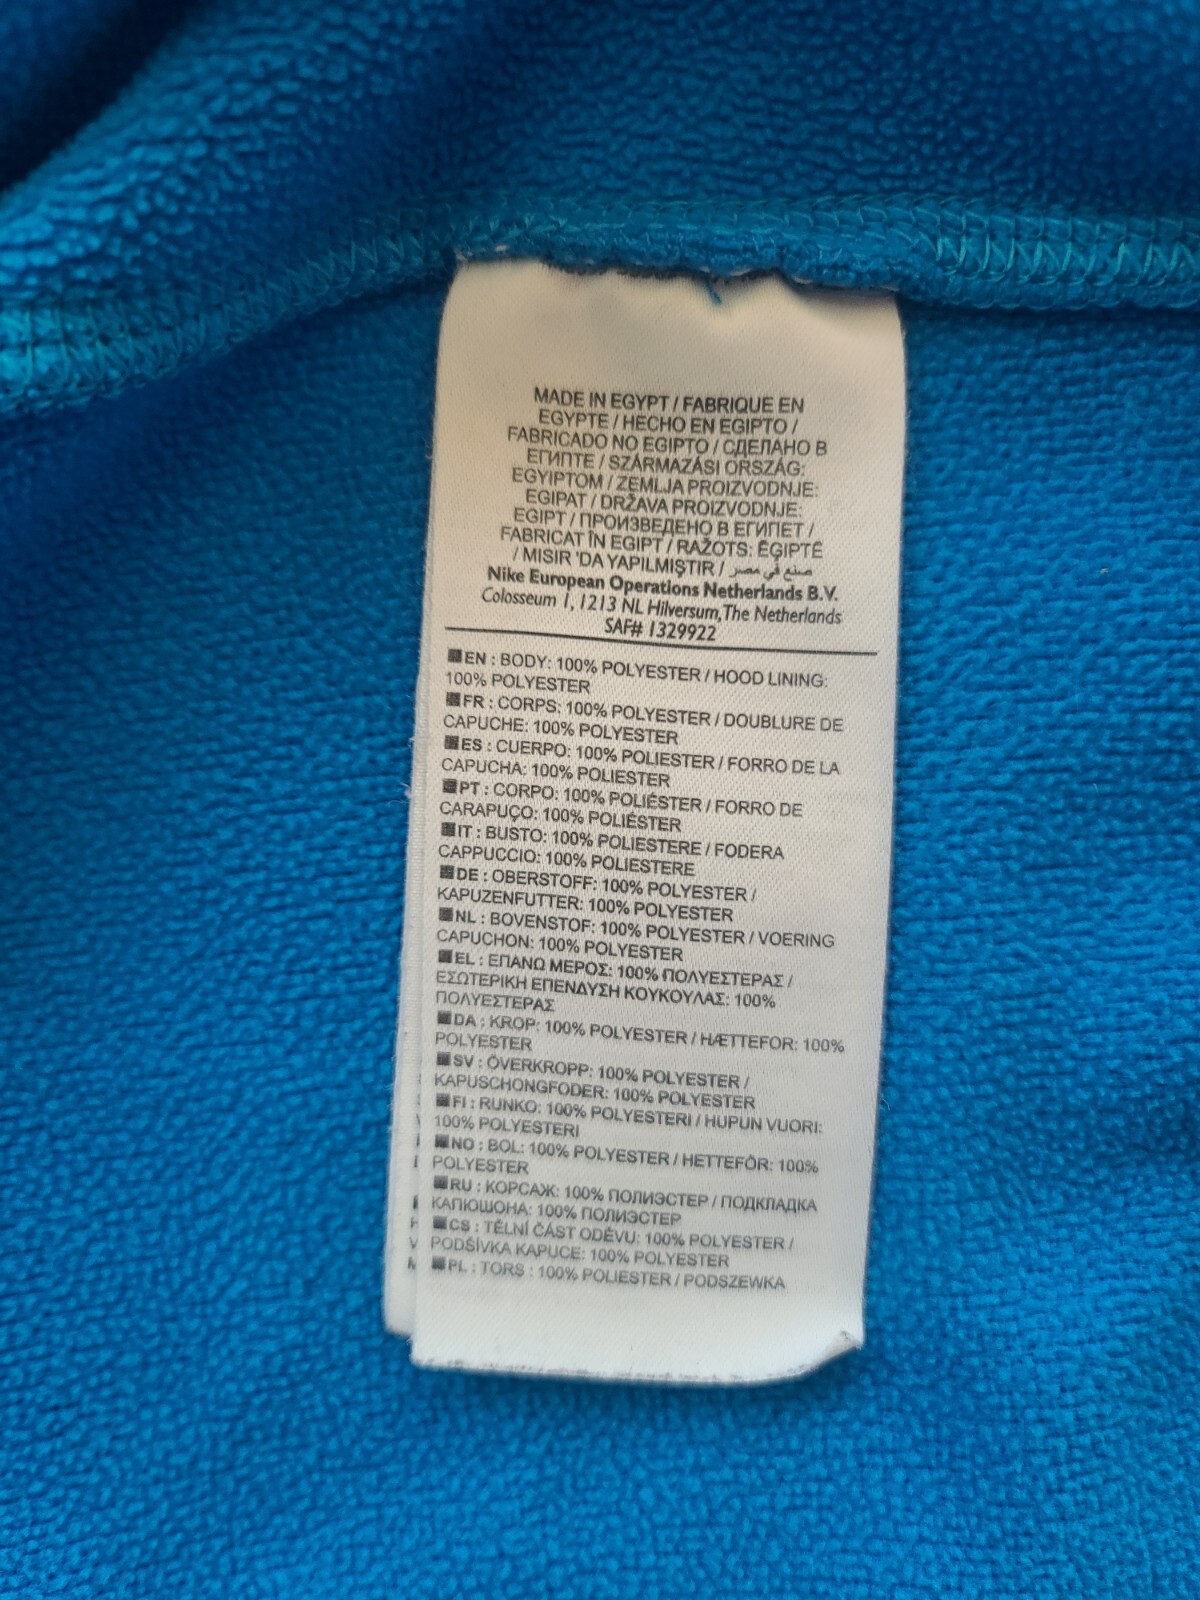 MADE IN EGYPT / FABRIQUE EN
EGYPTE / HECHO EN EGIPTO /
FABRICADO NO EGIPTO / СДЕЛАНО В
ЕГИПТЕ / SZÁRMAZÁSI ORSZÁG:
EGYIPTOM / ZEMLJA PROIZVODNJE:
EGIPAT / DRŽAVA PROIZVODNJE:
EGIPT / ПРОИЗВЕДЕНО В ЕГИПЕТ /
FABRICAT ÎN EGIPT / RAŽOTS: ĒĢIPTĒ
/ MISIR 'DA YAPILMIŞTIR / صنع في مصر
Nike European Operations Netherlands B.V.
Colosseum 1, 1213 NL Hilversum, The Netherlands
SAF# 1329922
EN : BODY: 100% POLYESTER / HOOD LINING:
100% POLYESTER
FR : CORPS: 100% POLYESTER / DOUBLURE DE
CAPUCHE: 100% POLYESTER
ES : CUERPO: 100% POLIESTER / FORRO DE LA
CAPUCHA: 100% POLIESTER
PT : CORPO: 100% POLIÉSTER / FORRO DE
CARAPUÇO: 100% POLIÉSTER
IT : BUSTO: 100% POLIESTERE / FODERA
CAPPUCCIO: 100% POLIESTERE
DE : OBERSTOFF: 100% POLYESTER /
KAPUZENFUTTER: 100% POLYESTER
NL : BOVENSTOF: 100% POLYESTER / VOERING
CAPUCHON: 100% POLYESTER
EL : ΕΠΑΝΩ ΜΕΡΟΣ: 100% ΠΟΛΥΕΣΤΕΡΑΣ /
ΕΣΩΤΕΡΙΚΗ ΕΠΕΝΔΥΣΗ ΚΟΥΚΟΥΛΑΣ: 100%
ΠΟΛΥΕΣΤΕΡΑΣ
DA : KROP: 100% POLYESTER / HÆTTEFOR: 100%
POLYESTER
SV : ÖVERKROPP: 100% POLYESTER /
KAPUSCHONGFODER: 100% POLYESTER
FI : RUNKO: 100% POLYESTERI / HUPUN VUORI:
100% POLYESTERI
NO : BOL: 100% POLYESTER / HETTEFÔR: 100%
POLYESTER
RU : КОРСАЖ: 100% ПОЛИЭСТЕР / ПОДКЛАДКА
КАПЮШОНА: 100% ПОЛИЭСТЕР
CS : TĚLNÍ ČÁST ODĚVU: 100% POLYESTER /
PODŠÍVKA KAPUCE: 100% POLYESTER
PL : TORS : 100% POLIESTER / PODSZEWKA